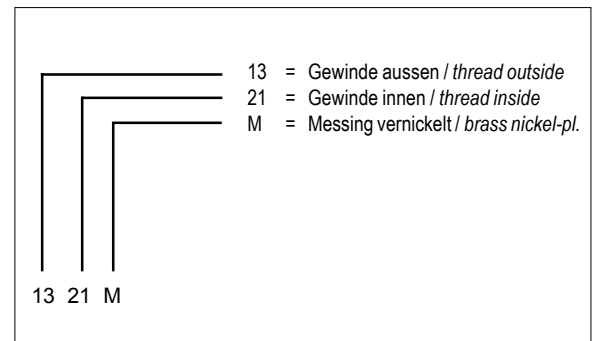 13 = Gewinde aussen / thread outside
21 = Gewinde innen / thread inside
M = Messing vernickelt / brass nickel-pl.
13 21 M